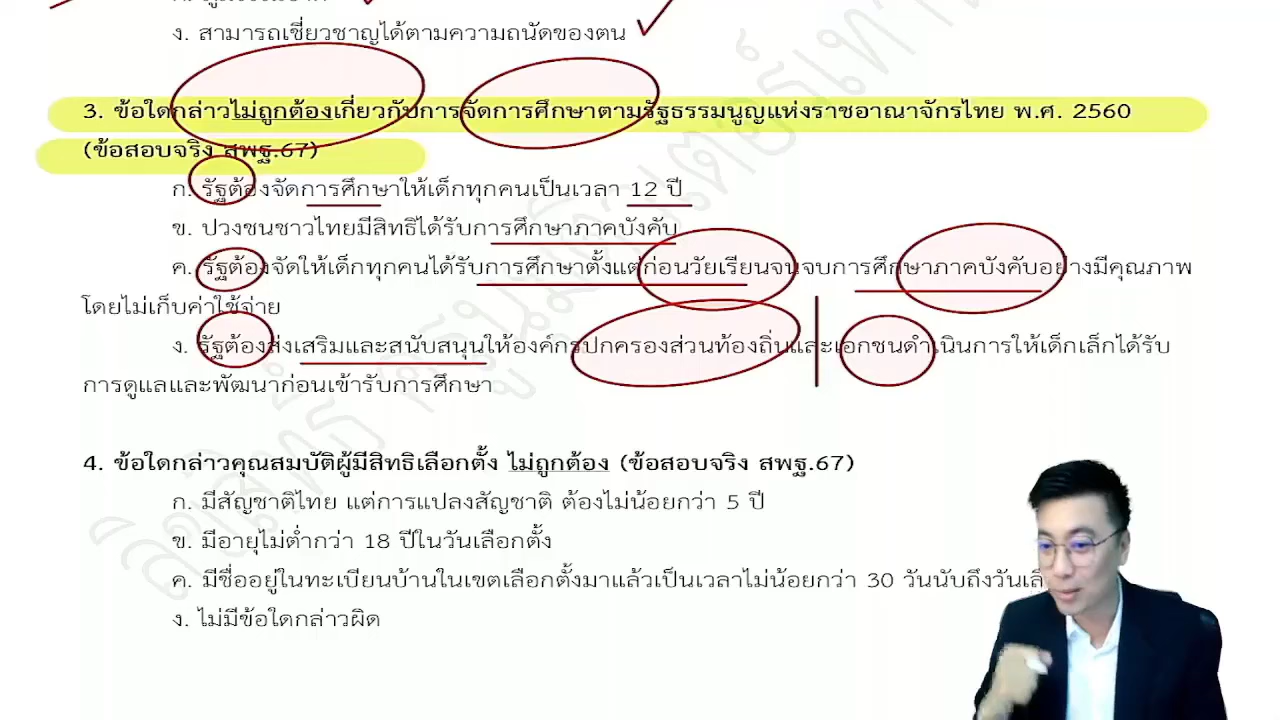 ง. สามารถเชี่ยวชาญได้ตามความถนัดของตน
3. ข้อใดกล่าวไม่ถูกต้องเกี่ยวกับการจัดการศึกษาตามรัฐธรรมนูญแห่งราชอาณาจักรไทย พ.ศ. 2560
(ข้อสอบจริง สพฐ.67)
ก. รัฐต้องจัดการศึกษาให้เด็กทุกคนเป็นเวลา 12 ปี
ข. ปวงชนชาวไทยมีสิทธิได้รับการศึกษาภาคบังคับ
ค. รัฐต้องจัดให้เด็กทุกคนได้รับการศึกษาตั้งแต่ก่อนวัยเรียนจนจบการศึกษาภาคบังคับอย่างมีคุณภาพ
โดยไม่เก็บค่าใช้จ่าย
ง. รัฐต้องส่งเสริมและสนับสนุนให้องค์กรปกครองส่วนท้องถิ่นและเอกชนดำเนินการให้เด็กเล็กได้รับ
การดูแลและพัฒนาก่อนเข้ารับการศึกษา
4. ข้อใดกล่าวคุณสมบัติผู้มีสิทธิเลือกตั้ง ไม่ถูกต้อง (ข้อสอบจริง สพฐ.67)
ก. มีสัญชาติไทย แต่การแปลงสัญชาติ ต้องไม่น้อยกว่า 5 ปี
ข. มีอายุไม่ต่ำกว่า 18 ปีในวันเลือกตั้ง
ค. มีชื่ออยู่ในทะเบียนบ้านในเขตเลือกตั้งมาแล้วเป็นเวลาไม่น้อยกว่า 30 วันนับถึง
ง. ไม่มีข้อใดกล่าวผิด